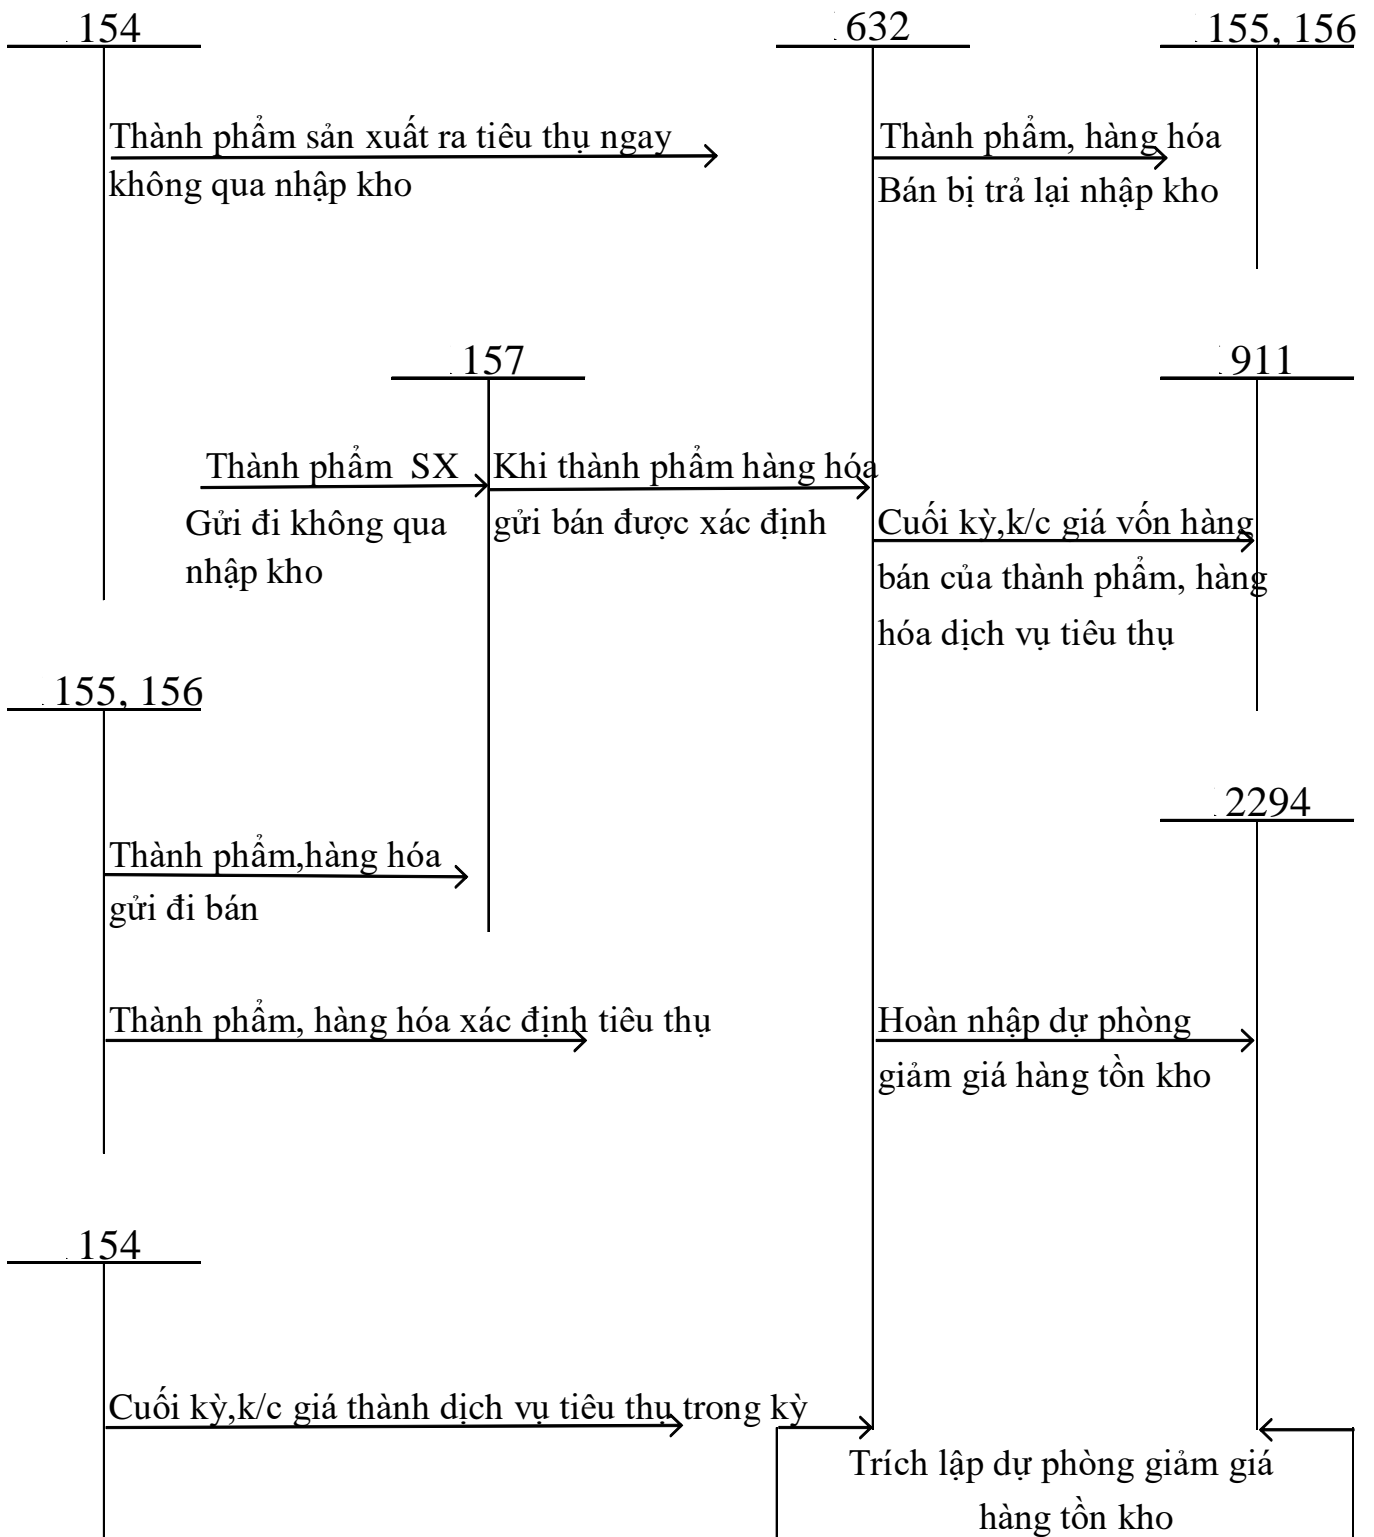 154
632
155, 156
Thành phẩm sản xuất ra tiêu thụ ngay
không qua nhập kho
Thành phẩm, hàng hóa
Bán bị trả lại nhập kho
157
911
Thành phẩm SX
Gửi đi không qua
nhập kho
Khi thành phẩm hàng hóa
gửi bán được xác định
Cuối kỳ,k/c giá vốn hàng
bán của thành phẩm, hàng
hóa dịch vụ tiêu thụ
155, 156
2294
Thành phẩm,hàng hóa
gửi đi bán
Thành phẩm, hàng hóa xác định tiêu thụ
Hoàn nhập dự phòng
giảm giá hàng tồn kho
154
Cuối kỳ,k/c giá thành dịch vụ tiêu thụ trong kỳ
Trích lập dự phòng giảm giá
hàng tồn kho